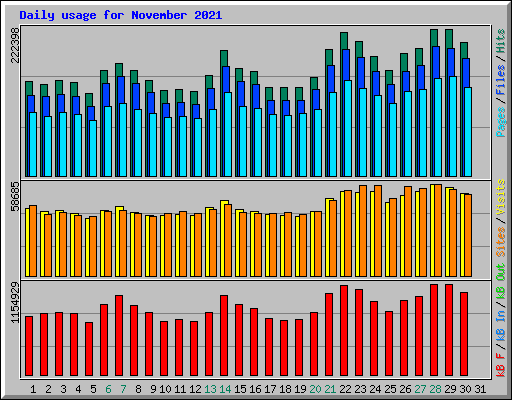 Daily usage for November 2021
222398
Pages / Files / Hits
58685
Sites / Visits
1154929
kB F / kB In / kB Out
1 2 3 4 5 6 7 8 9 10 11 12 13 14 15 16 17 18 19 20 21 22 23 24 25 26 27 28 29 30 31